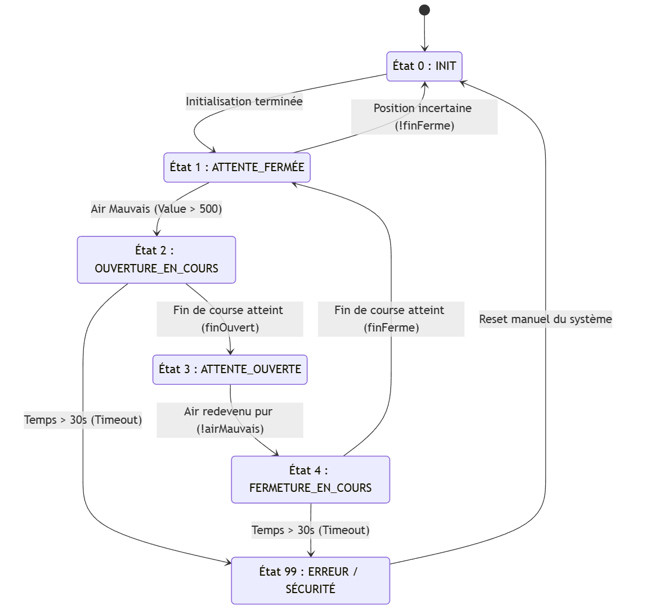 État 0 : INIT
Initialisation terminée
Position incertaine
(!finFerme)
État 1 : ATTENTE_FERMÉE
Air Mauvais (Value > 500)
État 2 :
OUVERTURE_EN_COURS
Fin de course atteint
(finOuvert)
Fin de course atteint
(finFerme)
Reset manuel du système
État 3 : ATTENTE_OUVERTE
Temps > 30s (Timeout)
Air redevenu pur
(!airMauvais)
État 4 :
FERMETURE_EN_COURS
Temps > 30s (Timeout)
État 99 : ERREUR /
SÉCURITÉ